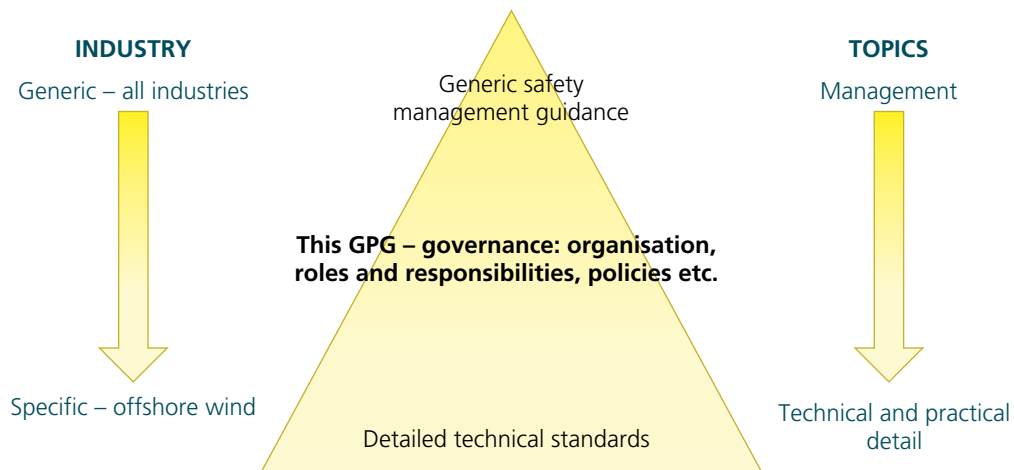 INDUSTRY
Generic – all industries
Specific – offshore wind
Generic safety
management guidance
This GPG – governance: organisation,
roles and responsibilities, policies etc.
Detailed technical standards
TOPICS
Management
Technical and practical
detail